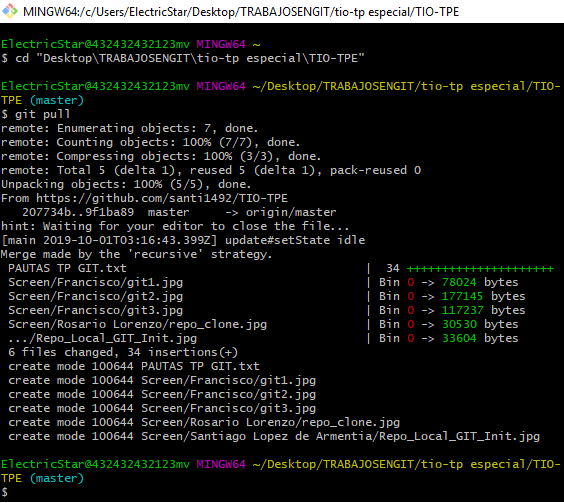 MINGW64:/c/Users/ElectricStar/Desktop/TRABAJOSENGIT/tio-tp especial/TIO-TPE
ElectricStar@432432432123mv MINGW64 ~
$ cd "Desktop\TRABAJOSENGIT\tio-tp especial\TIO-TPE"
ElectricStar@432432432123mv MINGW64 ~/Desktop/TRABAJOSENGIT/tio-tp especial/TIO-
TPE (master)
$ git pull
remote: Enumerating objects: 7, done.
remote: Counting objects: 100% (7/7), done.
remote: Compressing objects: 100% (3/3), done.
remote: Total 5 (delta 1), reused 5 (delta 1), pack-reused 0
Unpacking objects: 100% (5/5), done.
From https://github.com/santi1492/TIO-TPE
   207734b..9f1ba89  master     -> origin/master
hint: Waiting for your editor to close the file...
[main 2019-10-01T03:16:43.399Z] update#setState idle
Merge made by the 'recursive' strategy.
 PAUTAS TP GIT.txt                                  |  34 +++++++++++++++++++++
 Screen/Francisco/git1.jpg                          | Bin 0 -> 78024 bytes
 Screen/Francisco/git2.jpg                          | Bin 0 -> 177145 bytes
 Screen/Francisco/git3.jpg                          | Bin 0 -> 117237 bytes
 Screen/Rosario Lorenzo/repo_clone.jpg              | Bin 0 -> 30530 bytes
 .../Repo_Local_GIT_Init.jpg                        | Bin 0 -> 33604 bytes
 6 files changed, 34 insertions(+)
 create mode 100644 PAUTAS TP GIT.txt
 create mode 100644 Screen/Francisco/git1.jpg
 create mode 100644 Screen/Francisco/git2.jpg
 create mode 100644 Screen/Francisco/git3.jpg
 create mode 100644 Screen/Rosario Lorenzo/repo_clone.jpg
 create mode 100644 Screen/Santiago Lopez de Armentia/Repo_Local_GIT_Init.jpg
ElectricStar@432432432123mv MINGW64 ~/Desktop/TRABAJOSENGIT/tio-tp especial/TIO-
TPE (master)
$